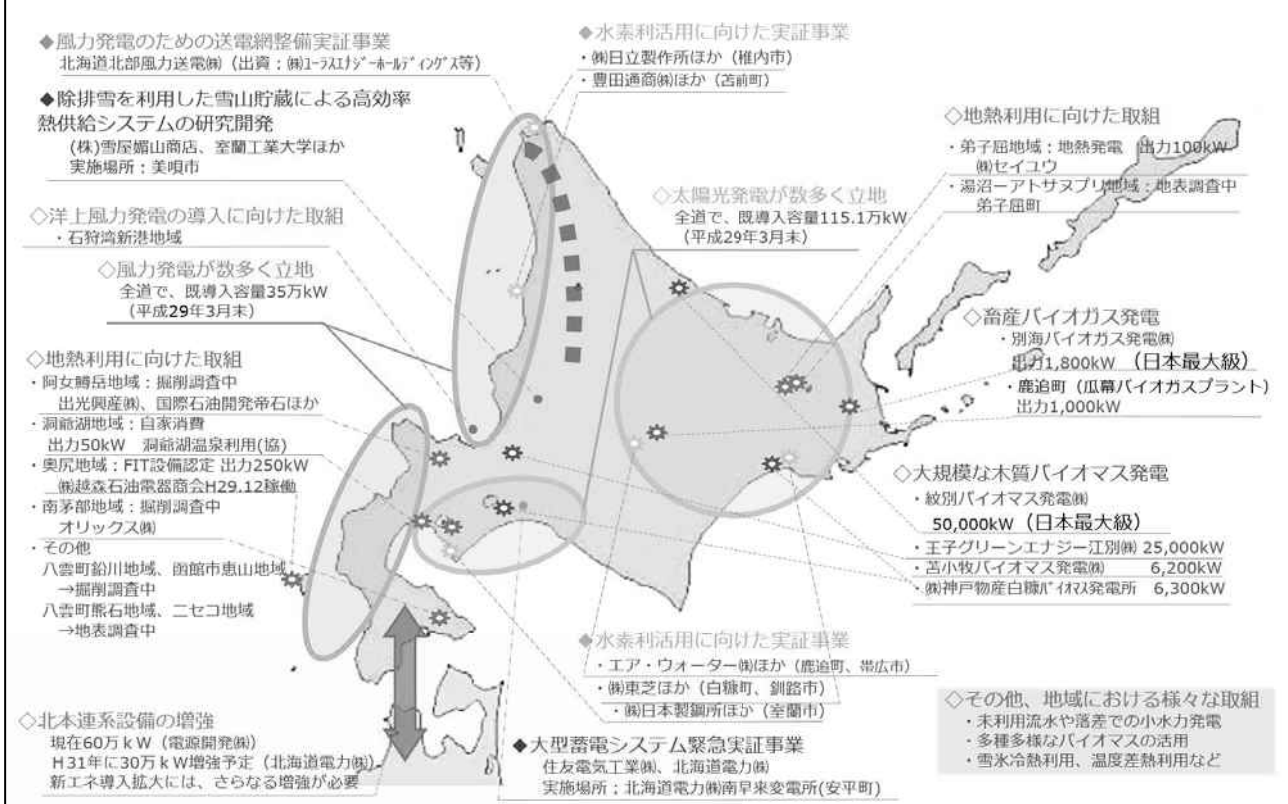 ◆風力発電のための送電網整備実証事業
北海道北部風力送電㈱（出資：㈱ﾕｰﾗｽｴﾅｼﾞｰﾎｰﾙﾃﾞｨﾝｸﾞｽ等）
◆除排雪を利用した雪山貯蔵による高効率
熱供給システムの研究開発
(株)雪屋媚山商店、室蘭工業大学ほか
実施場所：美唄市
◇洋上風力発電の導入に向けた取組
・石狩湾新港地域
◇風力発電が数多く立地
全道で、既導入容量35万kW
（平成29年3月末）
◇地熱利用に向けた取組
・阿女鱒岳地域：掘削調査中
出光興産㈱、国際石油開発帝石ほか
・洞爺湖地域：自家消費
出力50kW　洞爺湖温泉利用(協)
・奥尻地域：FIT設備認定 出力250kW
㈱越森石油電器商会H29.12稼働
・南茅部地域：掘削調査中
オリックス㈱
・その他
八雲町鉛川地域、函館市恵山地域
→掘削調査中
八雲町熊石地域、ニセコ地域
→地表調査中
◇北本連系設備の増強
現在60万ｋW（電源開発㈱）
H31年に30万ｋW増強予定（北海道電力㈱）
新エネ導入拡大には、さらなる増強が必要
◆水素利活用に向けた実証事業
・㈱日立製作所ほか（稚内市）
・豊田通商㈱ほか（苫前町）
◇太陽光発電が数多く立地
全道で、既導入容量115.1万kW
（平成29年3月末）
◇地熱利用に向けた取組
・弟子屈地域：地熱発電　出力100kW
㈱セイユウ
・湯沼ーアトサヌプリ地域：地表調査中
弟子屈町
◇畜産バイオガス発電
・別海バイオガス発電㈱
出力1,800kW　（日本最大級）
・鹿追町（瓜幕バイオガスプラント）
出力1,000kW
◇大規模な木質バイオマス発電
・紋別バイオマス発電㈱
50,000kW（日本最大級）
・王子グリーンエナジー江別㈱ 25,000kW
・苫小牧バイオマス発電㈱　6,200kW
・㈱神戸物産白糠ﾊﾞｲｵﾏｽ発電所　6,300kW
◆水素利活用に向けた実証事業
・エア・ウォーター㈱ほか（鹿追町、帯広市）
・㈱東芝ほか（白糠町、釧路市）
・㈱日本製鋼所ほか（室蘭市）
◆大型蓄電システム緊急実証事業
住友電気工業㈱、北海道電力㈱
実施場所：北海道電力㈱南早来変電所(安平町)
◇その他、地域における様々な取組
・未利用流水や落差での小水力発電
・多種多様なバイオマスの活用
・雪氷冷熱利用、温度差熱利用など